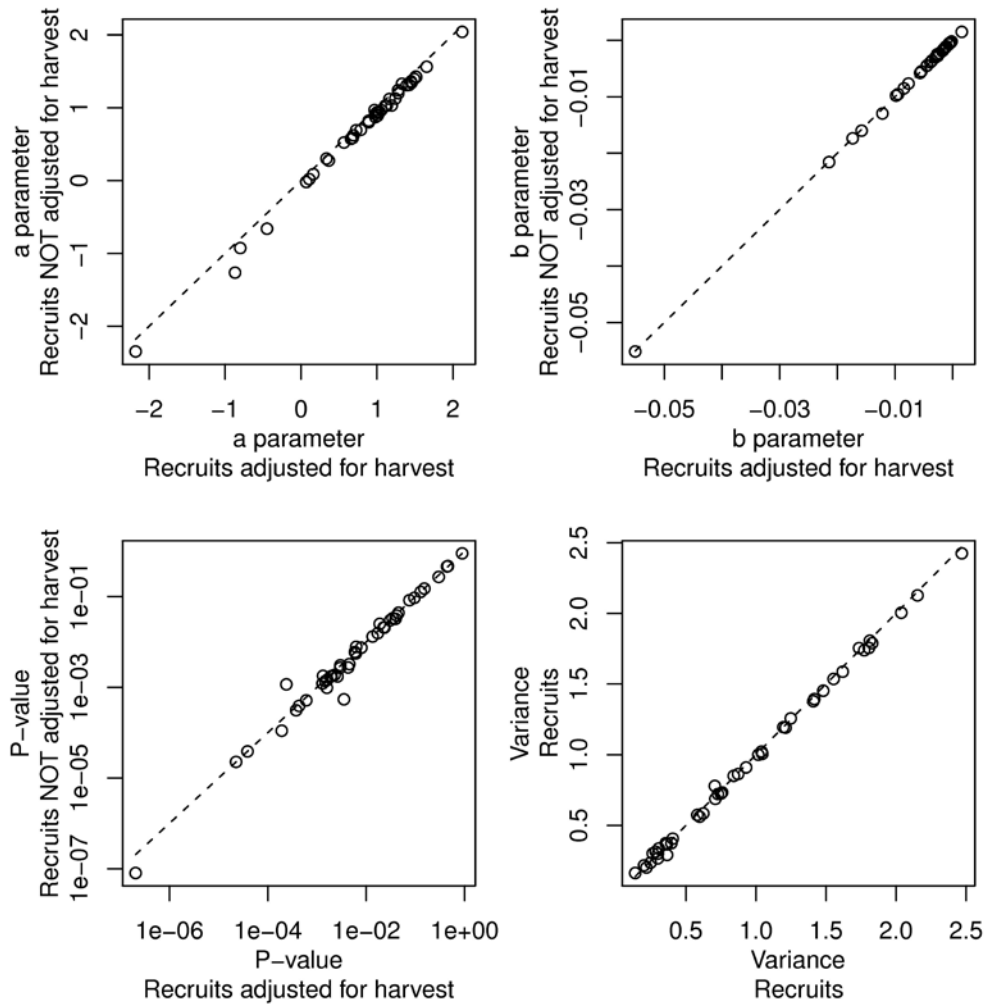 a parameter
Recruits NOT adjusted for harvest
2
1
0
−1
−2
−2 −1 0 1 2
a parameter
Recruits adjusted for harvest
b parameter
Recruits NOT adjusted for harvest
−0.01
−0.03
−0.05
−0.05 −0.03 −0.01
b parameter
Recruits adjusted for harvest
P−value
Recruits NOT adjusted for harvest
1e−01
1e−03
1e−05
1e−07
1e−06 1e−04 1e−02 1e+00
P−value
Recruits adjusted for harvest
Variance
Recruits
2.5
2.0
1.5
1.0
0.5
0.5 1.0 1.5 2.0 2.5
Variance
Recruits